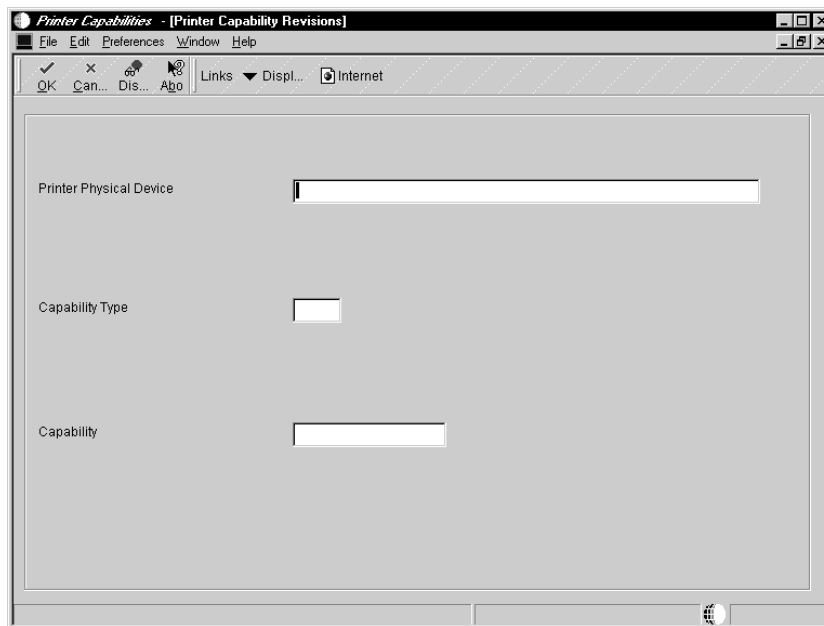 Printer Capabilities - [Printer Capability Revisions]
File Edit Preferences Window Help
OK Can... Dis... Abo Links Displ... Internet
Printer Physical Device
Capability Type
Capability